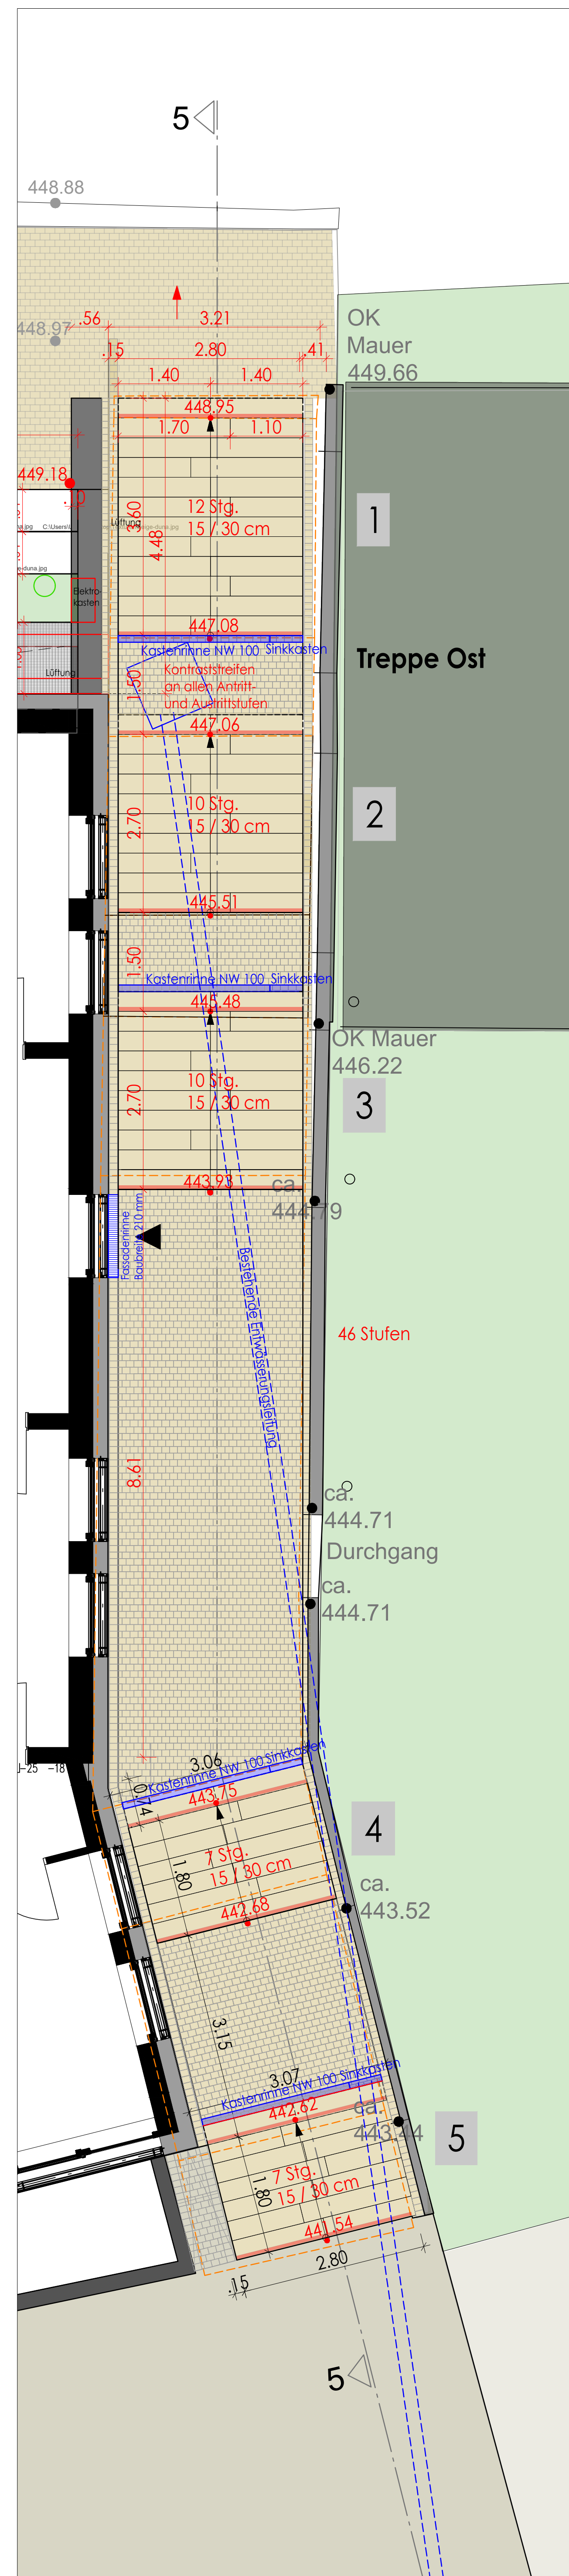 5
448.88
OK
Mauer
449.66
.56
3.21
448.97
.15
2.80
.41
1.40
1.40
448.95
1.70
1.10
449.18
.10
1
12 Stg.
15 / 30 cm
3.60
4.48
Lüftung
Elektro-
kasten
447.08
Kastenrinne NW 100
Sinkkasten
Treppe Ost
Kontraststreifen
an allen Antritt-
und Austrittstufen
1.50
Lüftung
447.06
2
10 Stg.
15 / 30 cm
2.70
445.51
1.50
Kastenrinne NW 100
Sinkkasten
445.48
OK Mauer
446.22
3
10 Stg.
15 / 30 cm
2.70
443.93
ca.
444.79
Fassadenrinne
Baubreite 210 mm
Bestehende Entwässerungsleitung
46 Stufen
8.61
ca.
444.71
Durchgang
ca.
444.71
3.06
Kastenrinne NW 100
Sinkkasten
-25
-18
0.74
443.75
4
7 Stg.
15 / 30 cm
1.80
442.68
ca.
443.52
3.15
3.07
Kastenrinne NW 100
Sinkkasten
442.62
ca.
443.44
5
7 Stg.
15 / 30 cm
1.80
441.54
2.80
.15
5